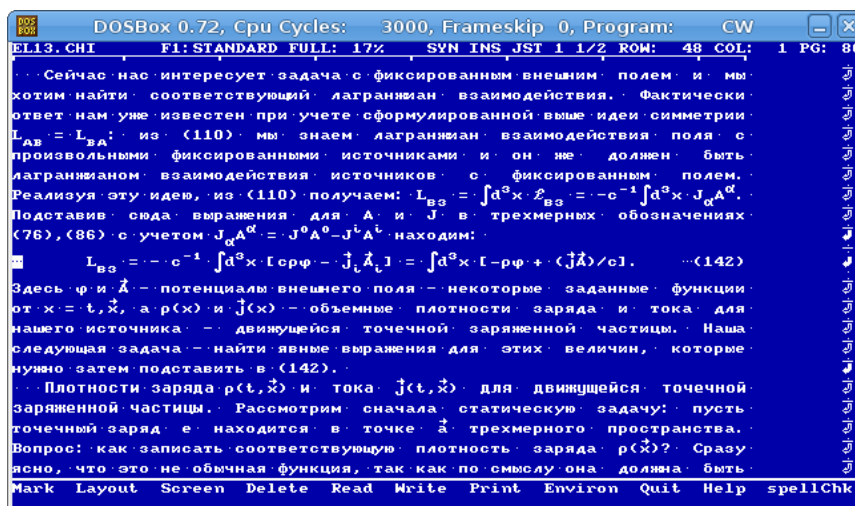 DOSBox 0.72, Cpu Cycles: 3000, Frameskip 0, Program: CW
EL13.CHI F1:STANDARD FULL: 17% SYN INS JST 1 1/2 ROW: 48 COL: 1 PG: 8
Сейчас нас интересует задача с фиксированным внешним полем и мы
хотим найти соответствующий лагранжиан взаимодействия. Фактически
ответ нам уже известен при учете сформулированной выше идеи симметрии
L_AB = L_BA: из (110) мы знаем лагранжиан взаимодействия поля с
произвольными фиксированными источниками и он же должен быть
лагранжианом взаимодействия источников с фиксированным полем.
Реализуя эту идею, из (110) получаем: L_ВЗ = ∫d³x ℒ_ВЗ = -c⁻¹∫d³x J_αA^α.
Подставив сюда выражения для A и J в трехмерных обозначениях
(76),(86) с учетом J_αA^α = J⁰A⁰-JⁱAⁱ находим:
L_ВЗ = - c⁻¹ ∫d³x [cρφ - j⃗_iA⃗_i] = ∫d³x [-ρφ + (j⃗A⃗)/c]. (142)
Здесь φ и A⃗ - потенциалы внешнего поля - некоторые заданные функции
от x = t,x⃗, а ρ(x) и j⃗(x) - объемные плотности заряда и тока для
нашего источника - движущейся точечной заряженной частицы. Наша
следующая задача - найти явные выражения для этих величин, которые
нужно затем подставить в (142).
Плотности заряда ρ(t,x⃗) и тока j⃗(t,x⃗) для движущейся точечной
заряженной частицы. Рассмотрим сначала статическую задачу: пусть
точечный заряд e находится в точке a⃗ трехмерного пространства.
Вопрос: как записать соответствующую плотность заряда ρ(x⃗)? Сразу
ясно, что это не обычная функция, так как по смыслу она должна быть
Mark Layout Screen Delete Read Write Print Environ Quit Help spellChk